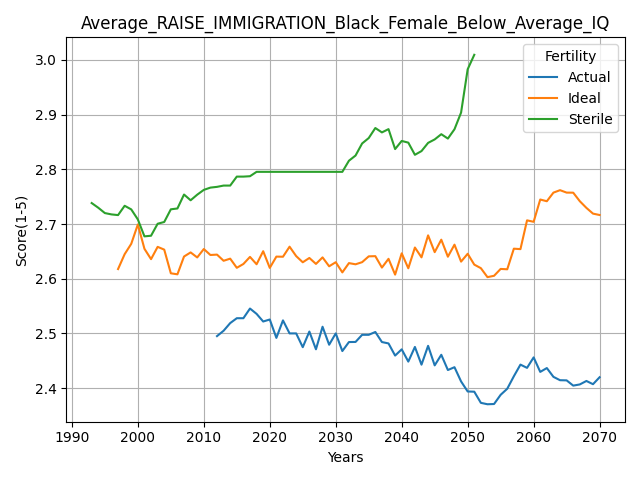 Average_RAISE_IMMIGRATION_Black_Female_Below_Average_IQ
Fertility
Actual
Ideal
Sterile
Score(1-5)
3.0
2.9
2.8
2.7
2.6
2.5
2.4
1990 2000 2010 2020 2030 2040 2050 2060 2070
Years